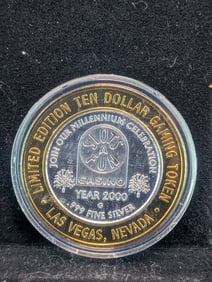 LIMITED EDITION TEN DOLLAR GAMING TOKEN
JOIN OUR MILLENNIUM CELEBRATION
CASINO
YEAR 2000
G
.999 FINE SILVER
LAS VEGAS, NEVADA